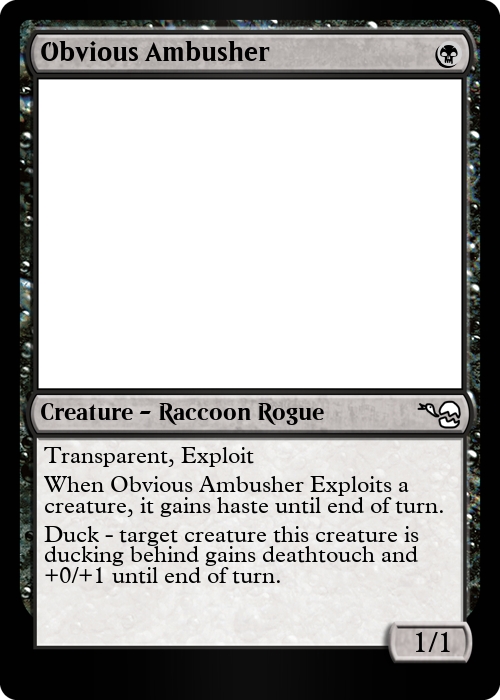 Obvious Ambusher
Creature – Raccoon Rogue
Transparent, Exploit
When Obvious Ambusher Exploits a
creature, it gains haste until end of turn.
Duck - target creature this creature is
ducking behind gains deathtouch and
+0/+1 until end of turn.
1/1